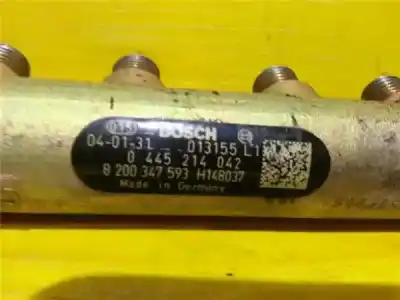 BOSCH
04-01-31 013155 L1
0 445 214 042
8 200 347 593 H148037
Made in Germany